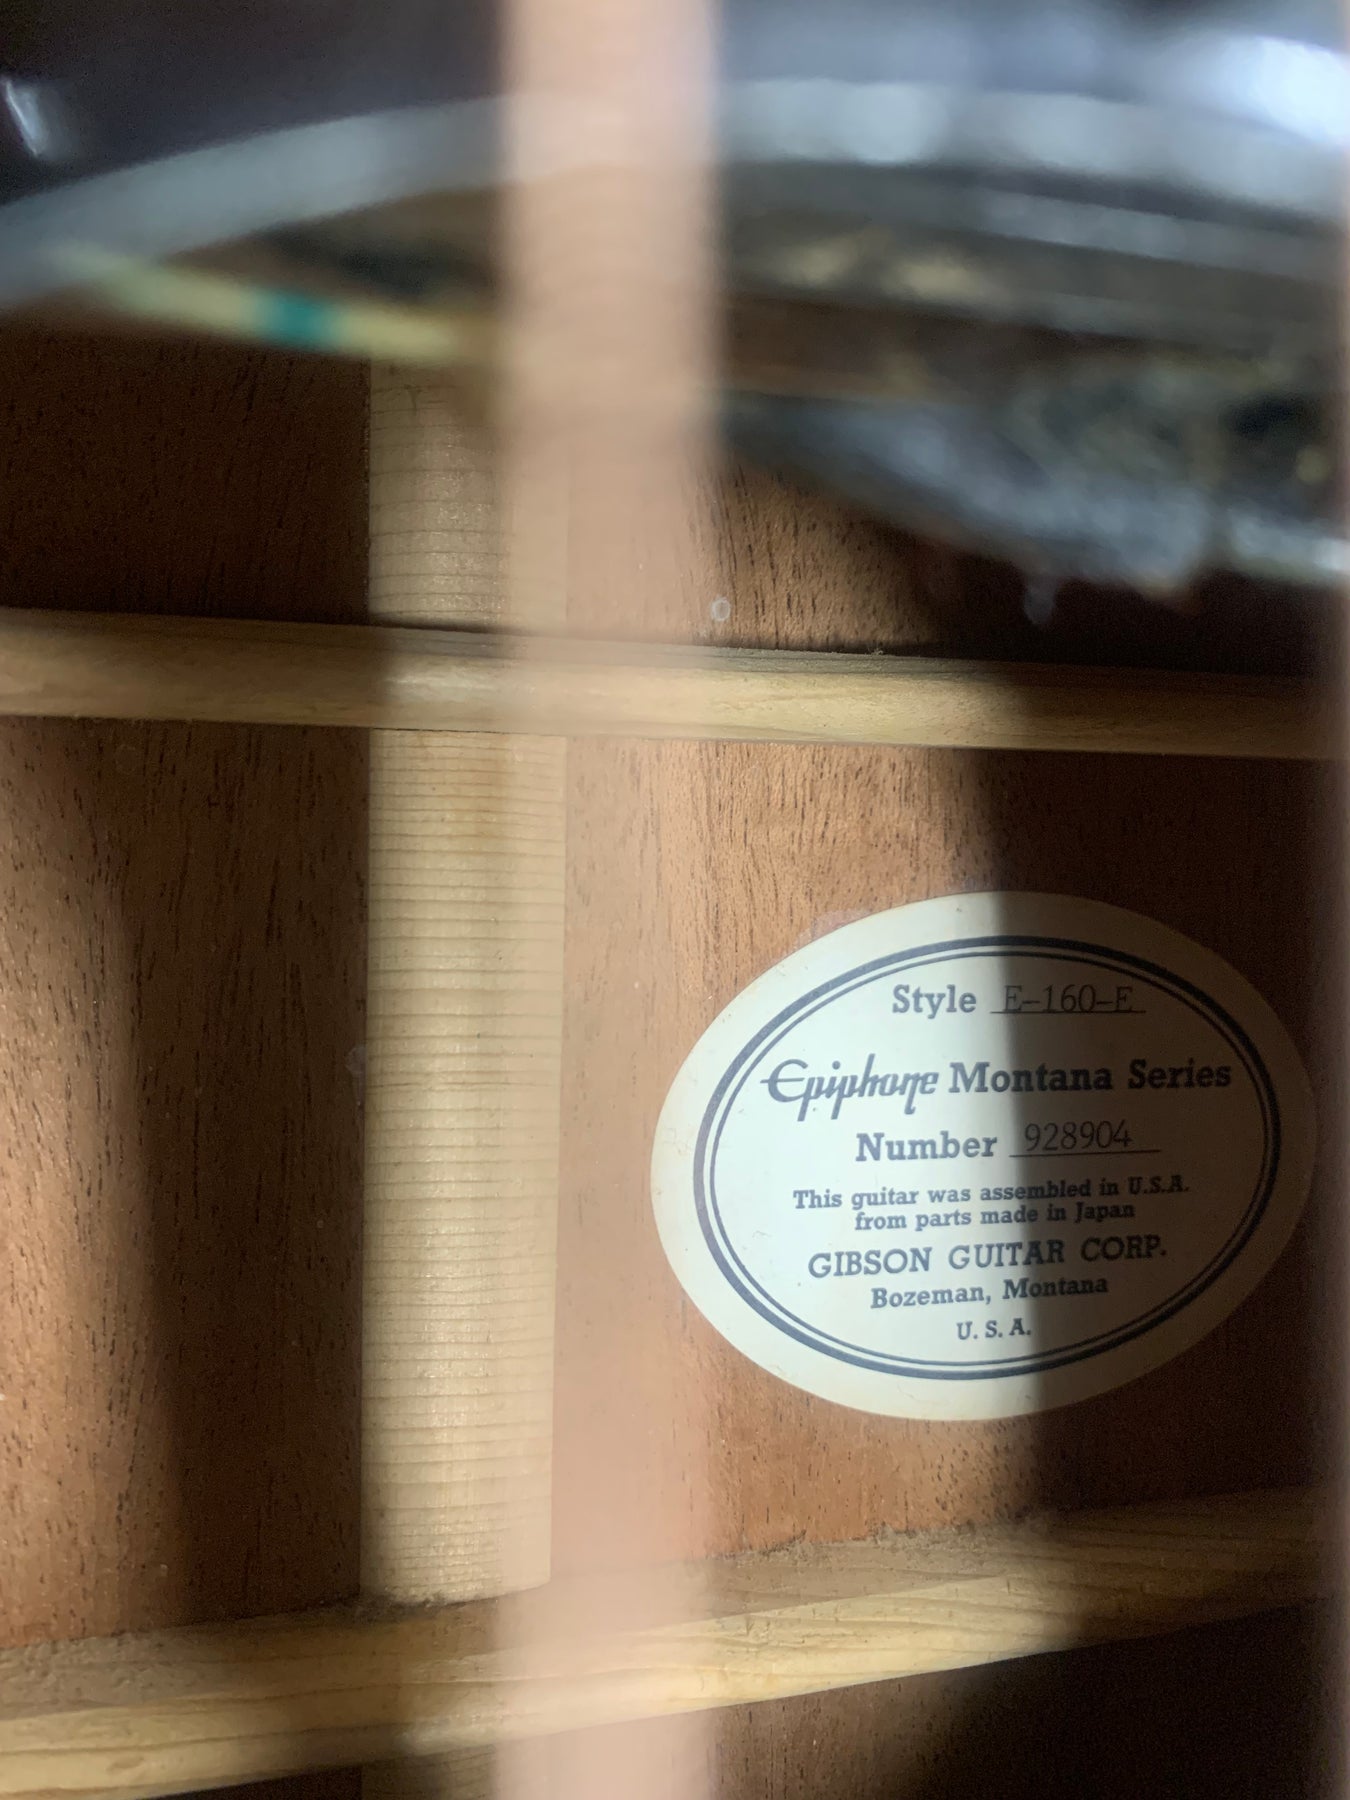 Style E-160-E
Epiphone Montana Series
Number 928904
This guitar was assembled in U.S.A.
from parts made in Japan
GIBSON GUITAR CORP.
Bozeman, Montana
U. S. A.